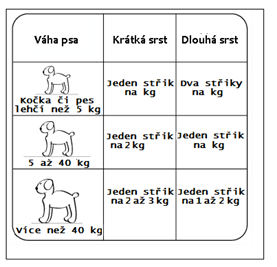 Váha psa Krátká srst Dlouhá srst
Kočka či pes
lehčí než 5 kg
Jeden střik
na kg
Dva střiky
na kg
5 až 40 kg
Jeden střik
na 2 kg
Jeden střik
na kg
Více než 40 kg
Jeden střik
na 2 až 3 kg
Jeden střik
na 1 až 2 kg